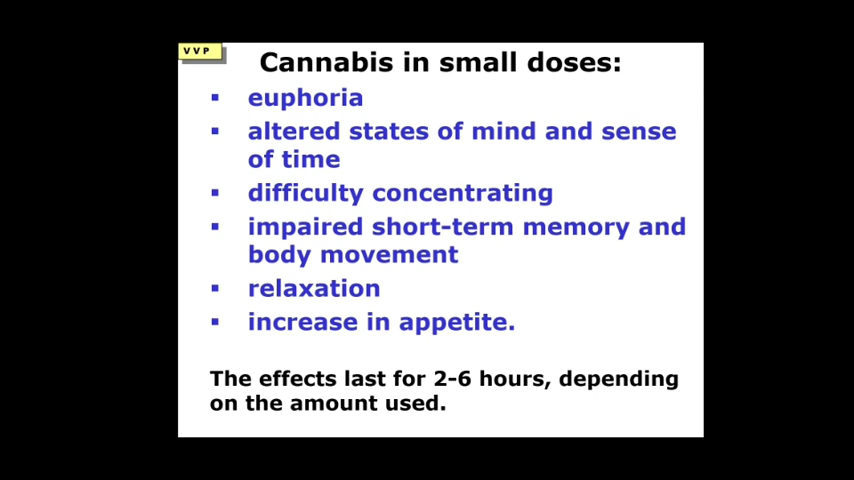 VVP
Cannabis in small doses:
▪ euphoria
▪ altered states of mind and sense
of time
▪ difficulty concentrating
▪ impaired short-term memory and
body movement
▪ relaxation
▪ increase in appetite.
The effects last for 2-6 hours, depending
on the amount used.